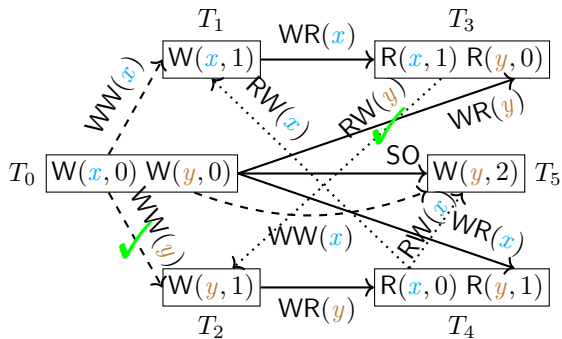 T1
T3
W(x,1)
WR(x)
R(x,1) R(y,0)
WW(x)
RW(x)
RW(y)
WR(y)
T0
W(x,0) W(y,0)
SO
W(y,2)
T5
WW(y)
WW(x)
RW(x)
WR(x)
W(y,1)
WR(y)
R(x,0) R(y,1)
T2
T4